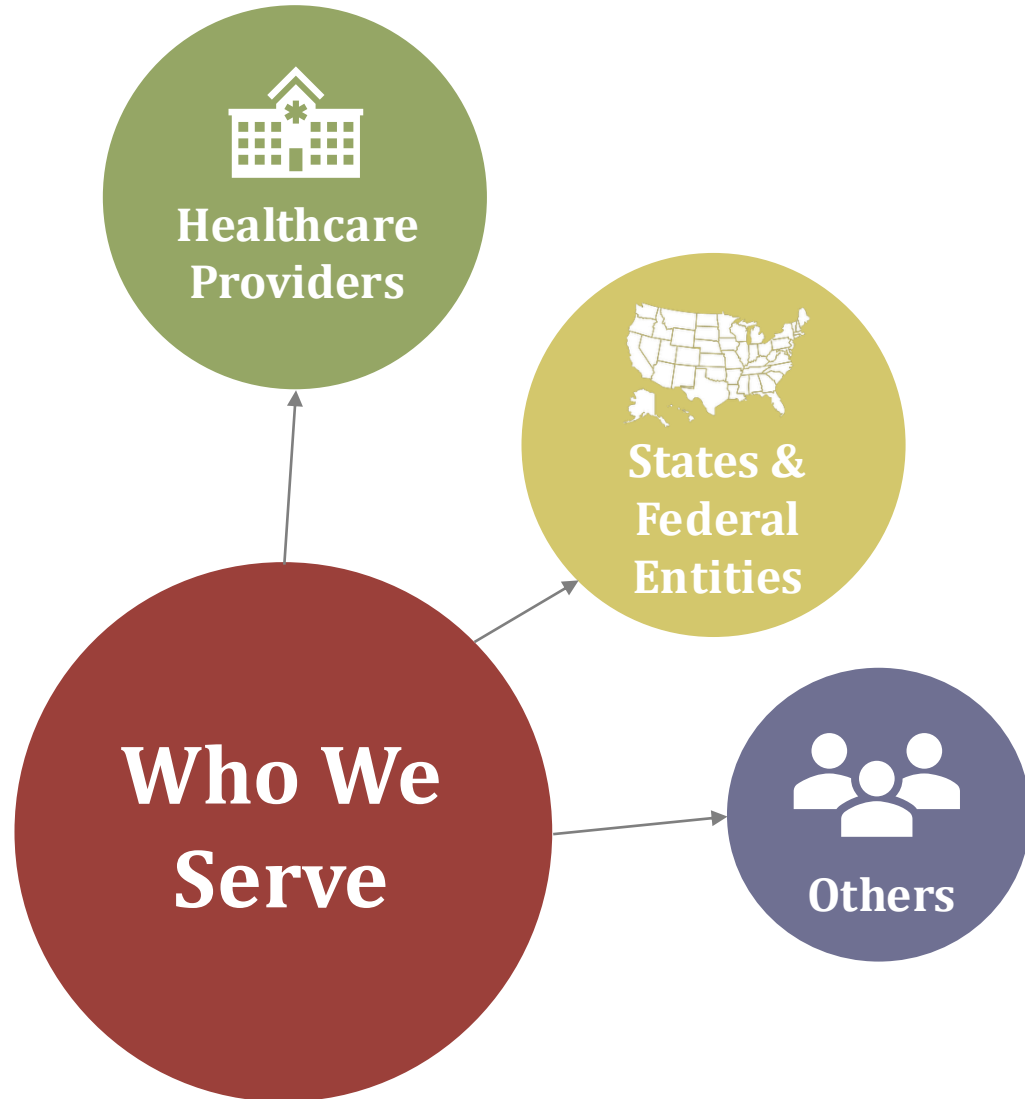 Healthcare
Providers
States &
Federal
Entities
Who We
Serve
Others